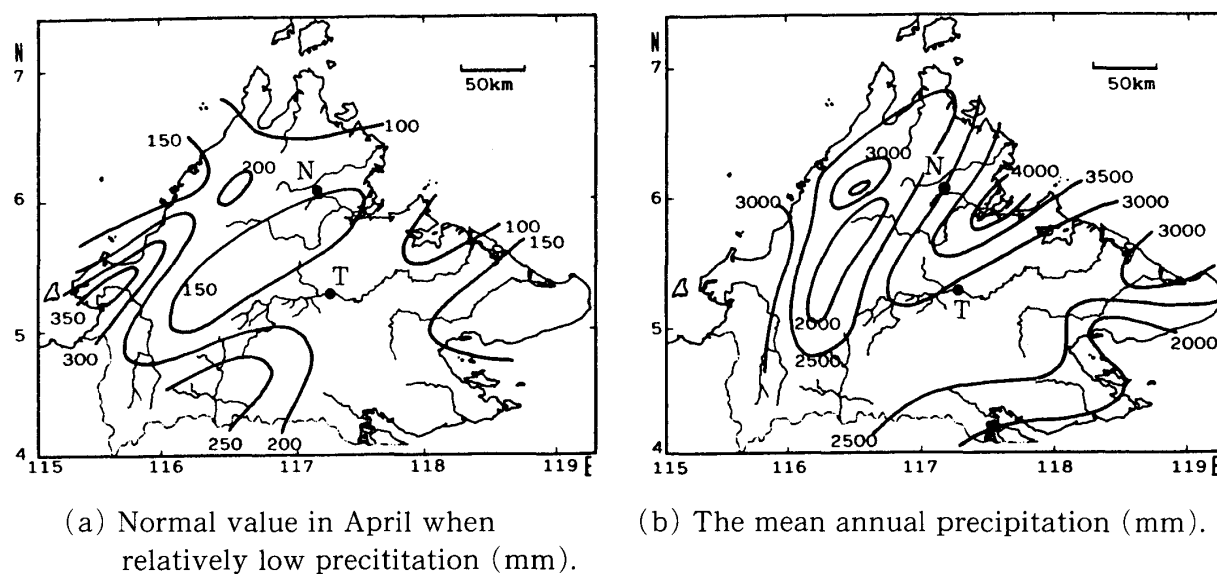 N
7
6
5
4
115
116
117
118
119 E
50km
150
100
200
N
150
T
100
150
350
300
250
200
(a) Normal value in April when
relatively low precititation (mm).
N
7
6
5
4
115
116
117
118
119 E
50km
3000
N
4000
3500
3000
3000
3000
T
2000
2500
2000
2500
(b) The mean annual precipitation (mm).